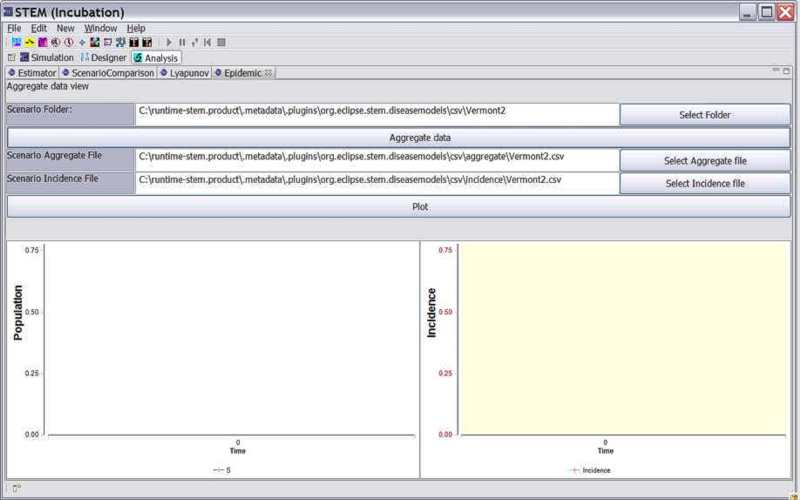 STEM (Incubation)
File Edit New Window Help
Simulation Designer Analysis
Estimator ScenarioComparison Lyapunov Epidemic
Aggregate data view
Scenario Folder: C:\runtime-stem.product\.metadata\.plugins\org.eclipse.stem.diseasemodels\csv\Vermont2 Select Folder
Aggregate data
Scenario Aggregate File C:\runtime-stem.product\.metadata\.plugins\org.eclipse.stem.diseasemodels\csv\aggregate\Vermont2.csv Select Aggregate file
Scenario Incidence File C:\runtime-stem.product\.metadata\.plugins\org.eclipse.stem.diseasemodels\csv\incidence\Vermont2.csv Select Incidence file
Plot
Population
0.75
0.50
0.25
0.00
0
Time
S
Incidence
0.75
0.50
0.25
0.00
0
Time
Incidence